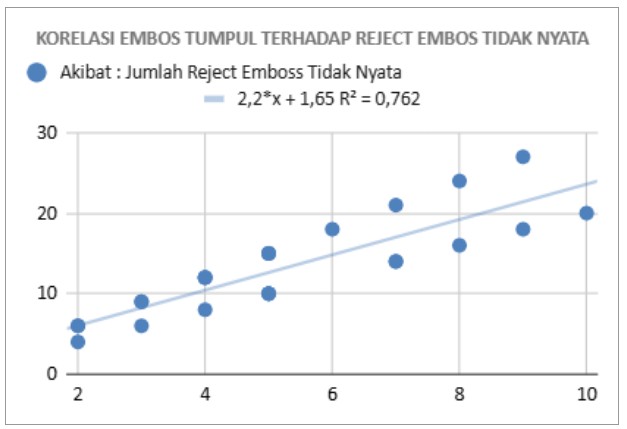 KORELASI EMBOS TUMPUL TERHADAP REJECT EMBOS TIDAK NYATA
Akibat : Jumlah Reject Emboss Tidak Nyata
2,2*x + 1,65 R² = 0,762
30
20
10
0
2 4 6 8 10